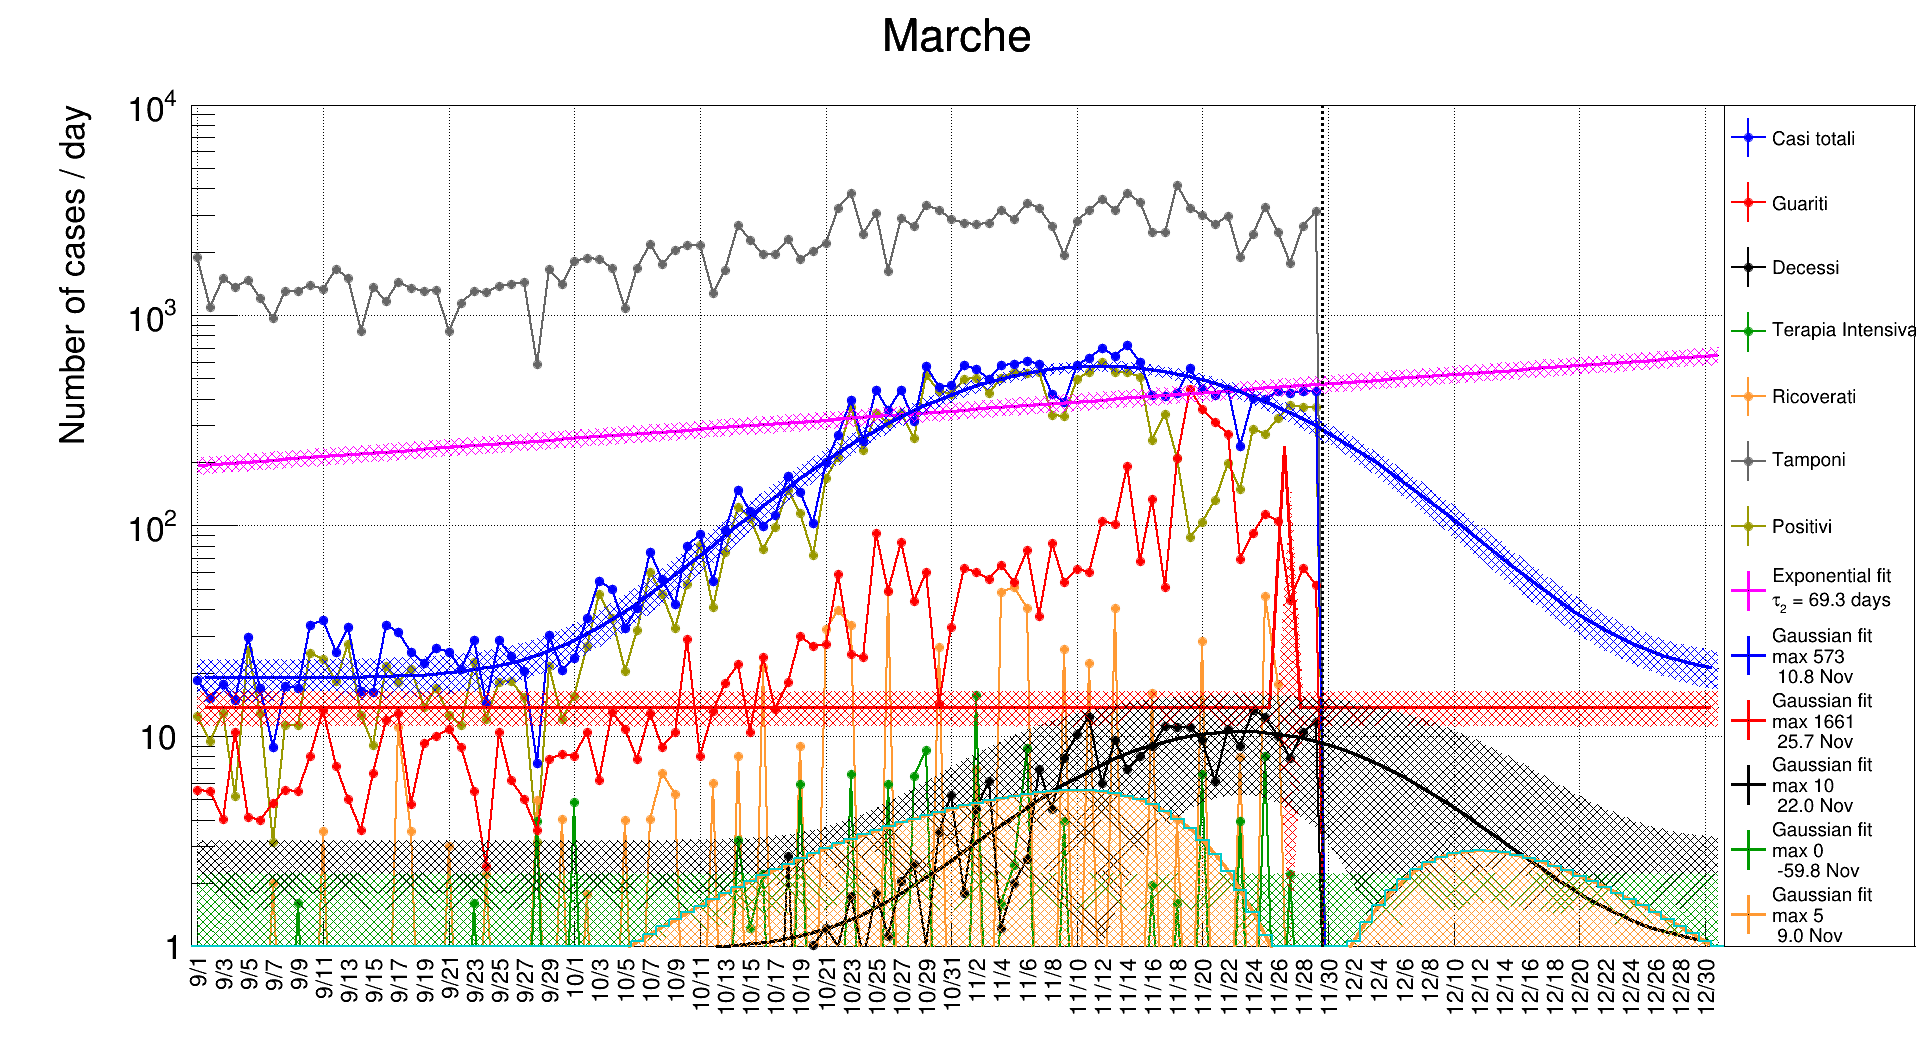 Marche
Number of cases / day
10⁴
10³
10²
10
1
9/1 9/3 9/5 9/7 9/9 9/11 9/13 9/15 9/17 9/19 9/21 9/23 9/25 9/27 9/29 10/1 10/3 10/5 10/7 10/9 10/11 10/13 10/15 10/17 10/19 10/21 10/23 10/25 10/27 10/29 10/31 11/2 11/4 11/6 11/8 11/10 11/12 11/14 11/16 11/18 11/20 11/22 11/24 11/26 11/28 11/30 12/2 12/4 12/6 12/8 12/10 12/12 12/14 12/16 12/18 12/20 12/22 12/24 12/26 12/28 12/30
Casi totali
Guariti
Decessi
Terapia Intensiva
Ricoverati
Tamponi
Positivi
Exponential fit
τ₂ = 69.3 days
Gaussian fit
max 573
10.8 Nov
Gaussian fit
max 1661
25.7 Nov
Gaussian fit
max 10
22.0 Nov
Gaussian fit
max 0
-59.8 Nov
Gaussian fit
max 5
9.0 Nov